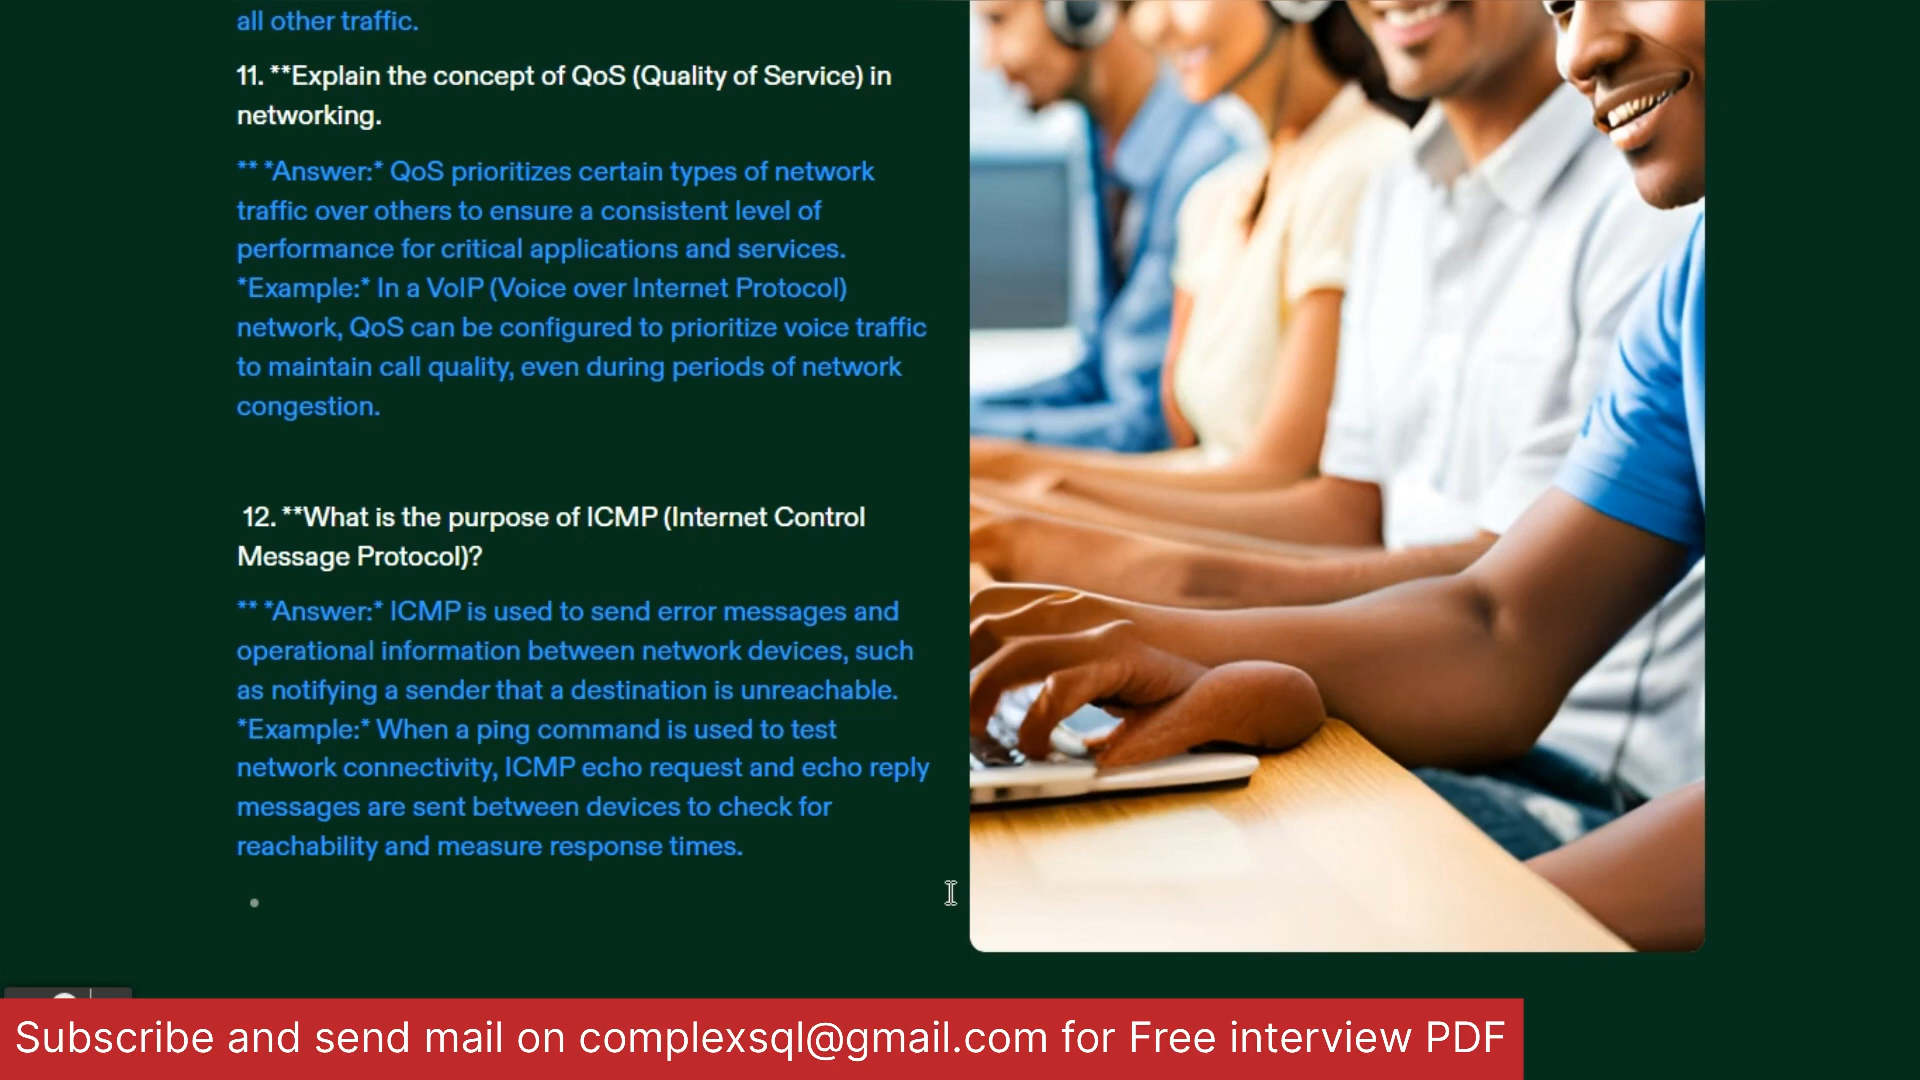 all other traffic.
11. **Explain the concept of QoS (Quality of Service) in
networking.
** *Answer:* QoS prioritizes certain types of network
traffic over others to ensure a consistent level of
performance for critical applications and services.
*Example:* In a VoIP (Voice over Internet Protocol)
network, QoS can be configured to prioritize voice traffic
to maintain call quality, even during periods of network
congestion.
12. **What is the purpose of ICMP (Internet Control
Message Protocol)?
** *Answer:* ICMP is used to send error messages and
operational information between network devices, such
as notifying a sender that a destination is unreachable.
*Example:* When a ping command is used to test
network connectivity, ICMP echo request and echo reply
messages are sent between devices to check for
reachability and measure response times.
Subscribe and send mail on complexsql@gmail.com for Free interview PDF